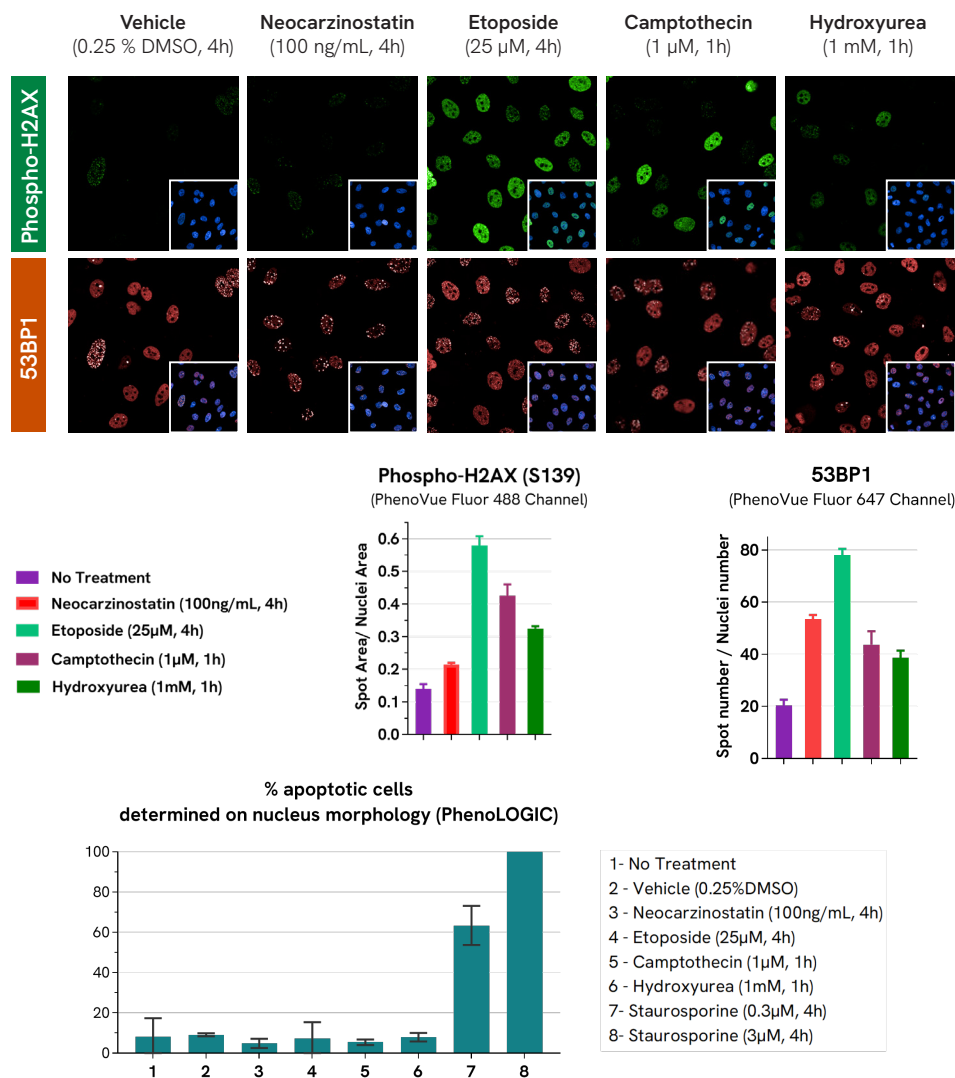 Vehicle
(0.25 % DMSO, 4h)
Neocarzinostatin
(100 ng/mL, 4h)
Etoposide
(25 µM, 4h)
Camptothecin
(1 µM, 1h)
Hydroxyurea
(1 mM, 1h)
Phospho-H2AX
53BP1
Phospho-H2AX (S139)
(PhenoVue Fluor 488 Channel)
Spot Area/ Nuclei Area
0.6
0.5
0.4
0.3
0.2
0.1
0.0
53BP1
(PhenoVue Fluor 647 Channel)
Spot number / Nuclei number
80
60
40
20
0
No Treatment
Neocarzinostatin (100ng/mL, 4h)
Etoposide (25µM, 4h)
Camptothecin (1µM, 1h)
Hydroxyurea (1mM, 1h)
% apoptotic cells
determined on nucleus morphology (PhenoLOGIC)
100
80
60
40
20
0
1 2 3 4 5 6 7 8
1- No Treatment
2 - Vehicle (0.25%DMSO)
3 - Neocarzinostatin (100ng/mL, 4h)
4 - Etoposide (25µM, 4h)
5 - Camptothecin (1µM, 1h)
6 - Hydroxyurea (1mM, 1h)
7- Staurosporine (0.3µM, 4h)
8- Staurosporine (3µM, 4h)